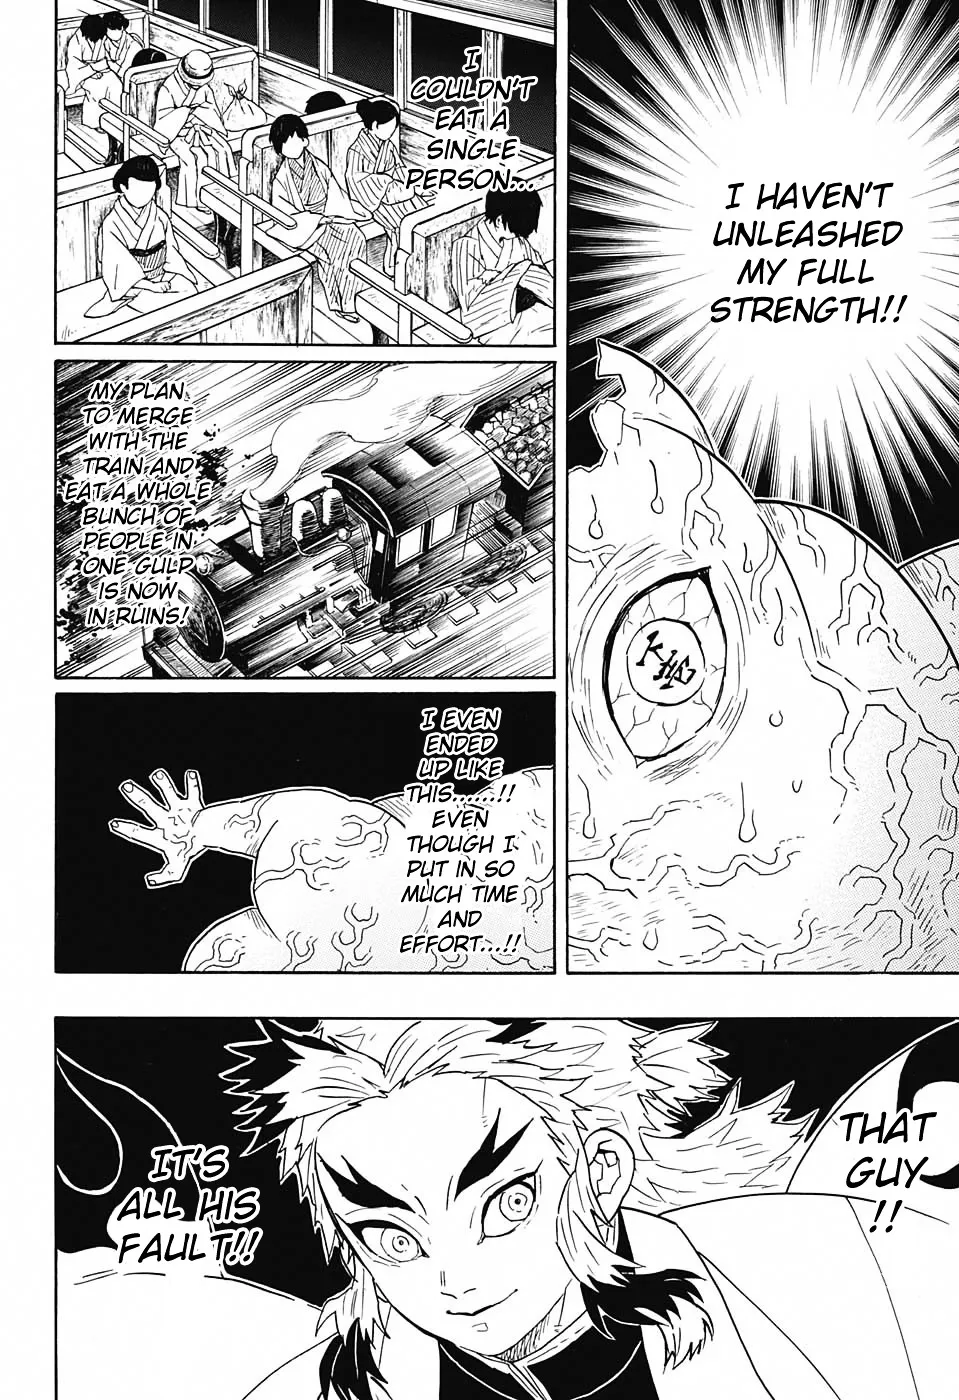 I HAVEN'T
UNLEASHED
MY FULL
STRENGTH!!
I
COULDN'T
EAT A
SINGLE
PERSON...
MY PLAN
TO MERGE
WITH THE
TRAIN AND
EAT A WHOLE
BUNCH OF
PEOPLE IN
ONE GULP
IS NOW
IN RUINS!
I EVEN
ENDED
UP LIKE
THIS......!!
EVEN
THOUGH I
PUT IN SO
MUCH TIME
AND
EFFORT...!!
THAT
GUY
!!
IT'S
ALL HIS
FAULT!!